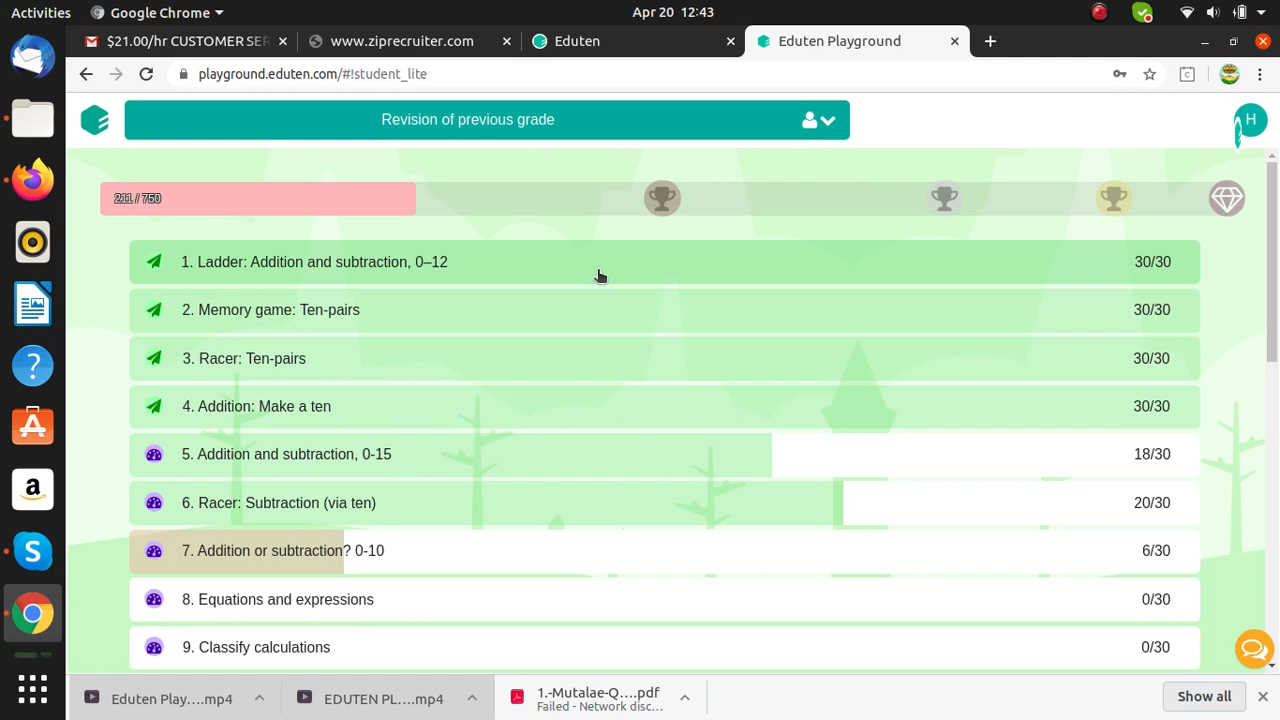 Activities
Google Chrome
Apr 20 12:43
$21.00/hr CUSTOMER SER
www.ziprecruiter.com
Eduten
Eduten Playground
playground.eduten.com/#!student_lite
Revision of previous grade
H
211 / 750
1. Ladder: Addition and subtraction, 0–12 30/30
2. Memory game: Ten-pairs 30/30
3. Racer: Ten-pairs 30/30
4. Addition: Make a ten 30/30
5. Addition and subtraction, 0-15 18/30
6. Racer: Subtraction (via ten) 20/30
7. Addition or subtraction? 0-10 6/30
8. Equations and expressions 0/30
9. Classify calculations 0/30
Eduten Play....mp4
EDUTEN PL....mp4
1.-Mutalae-Q....pdf
Failed - Network disc...
Show all